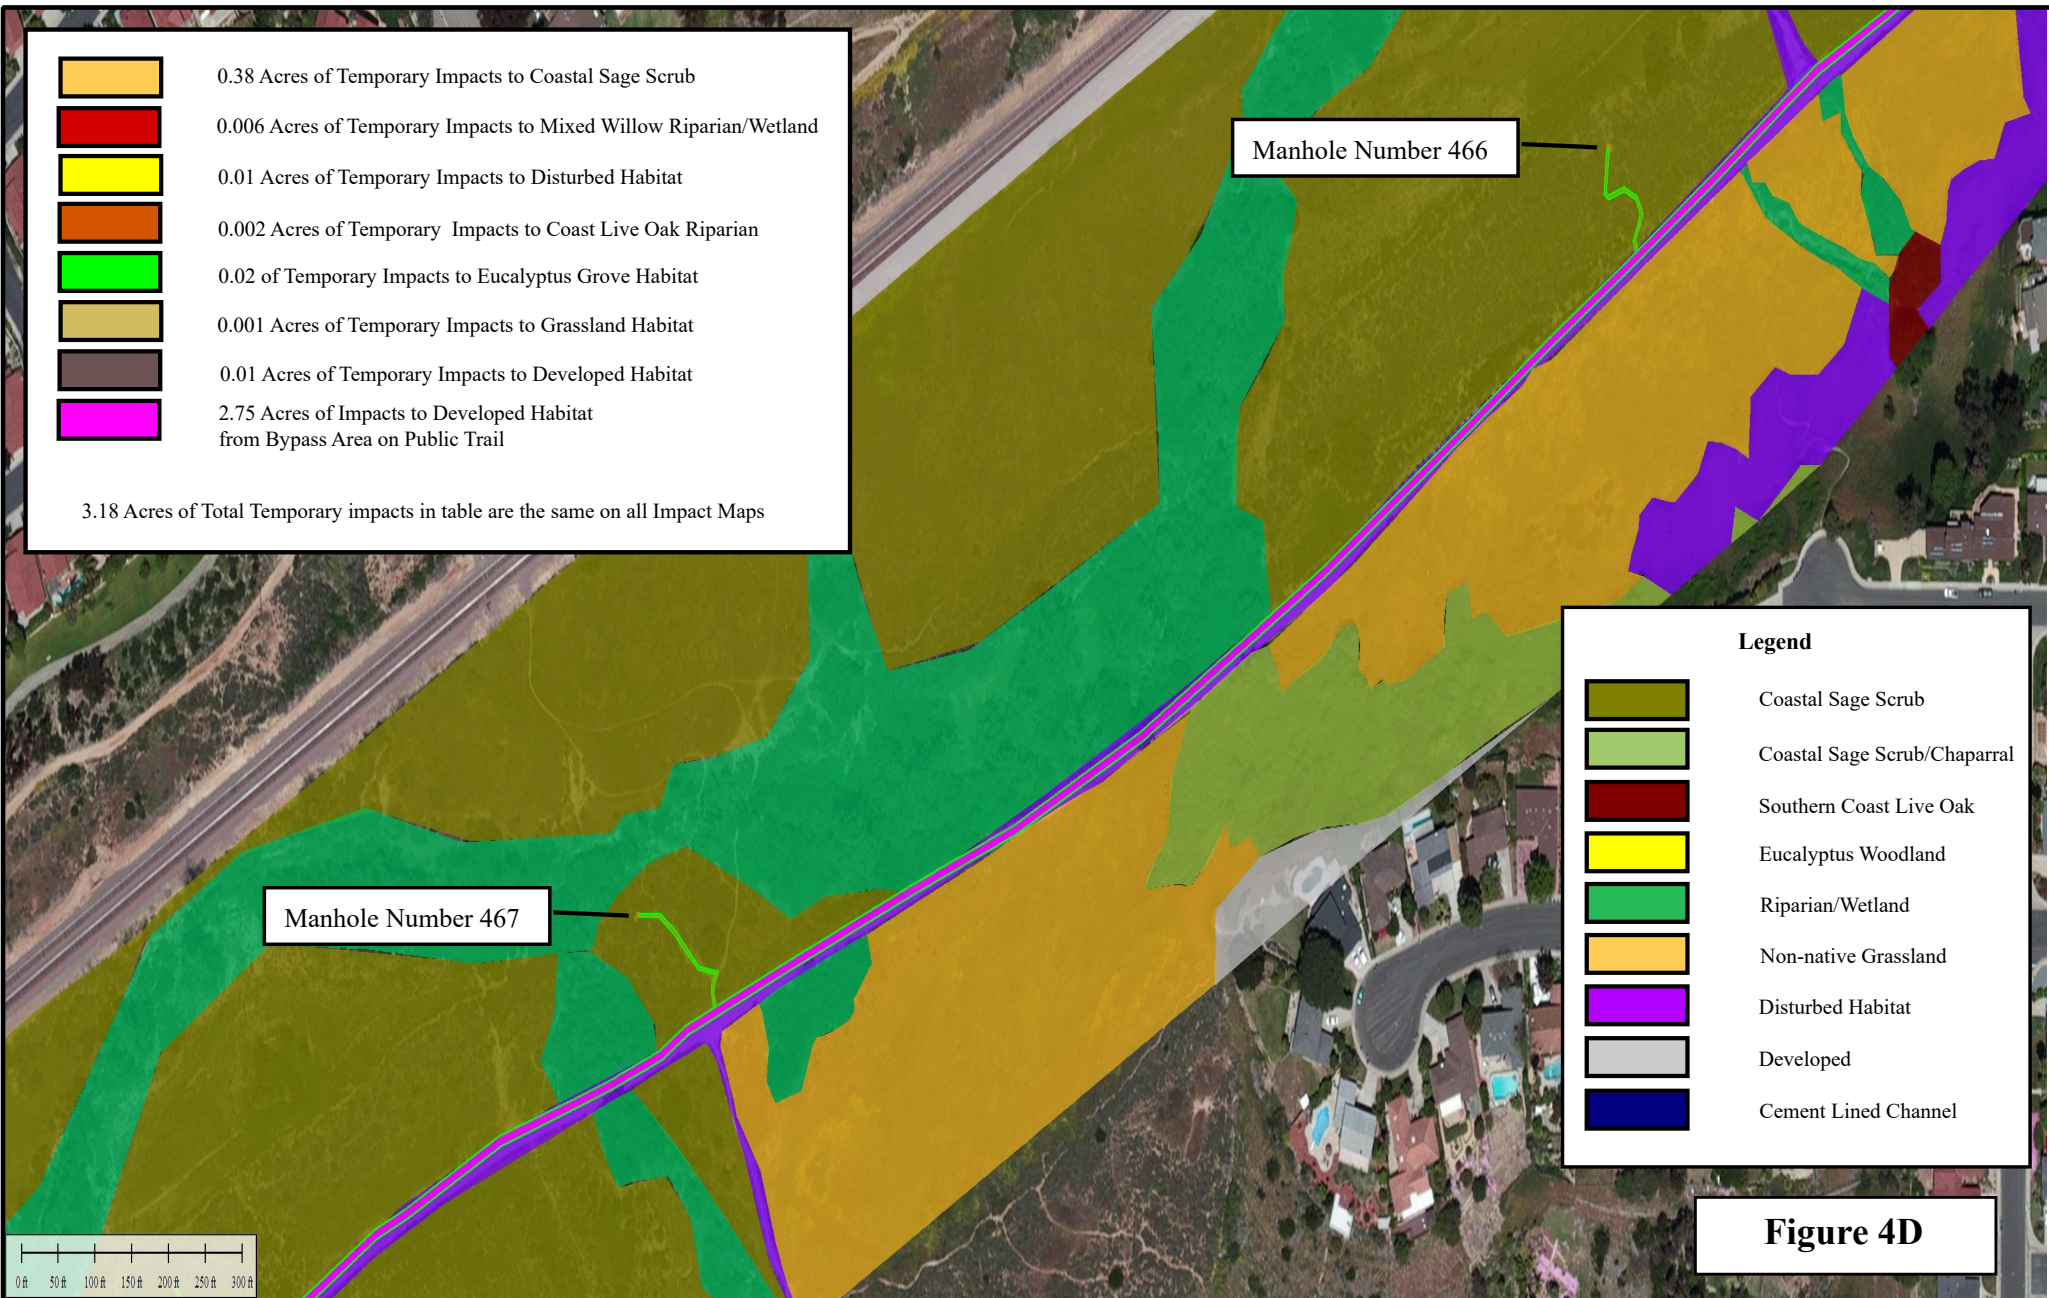 0.38 Acres of Temporary Impacts to Coastal Sage Scrub
0.006 Acres of Temporary Impacts to Mixed Willow Riparian/Wetland
0.01 Acres of Temporary Impacts to Disturbed Habitat
0.002 Acres of Temporary Impacts to Coast Live Oak Riparian
0.02 of Temporary Impacts to Eucalyptus Grove Habitat
0.001 Acres of Temporary Impacts to Grassland Habitat
0.01 Acres of Temporary Impacts to Developed Habitat
2.75 Acres of Impacts to Developed Habitat
from Bypass Area on Public Trail
3.18 Acres of Total Temporary impacts in table are the same on all Impact Maps
Manhole Number 466
Manhole Number 467
Legend
Coastal Sage Scrub
Coastal Sage Scrub/Chaparral
Southern Coast Live Oak
Eucalyptus Woodland
Riparian/Wetland
Non-native Grassland
Disturbed Habitat
Developed
Cement Lined Channel
Figure 4D
0 ft 50 ft 100 ft 150 ft 200 ft 250 ft 300 ft